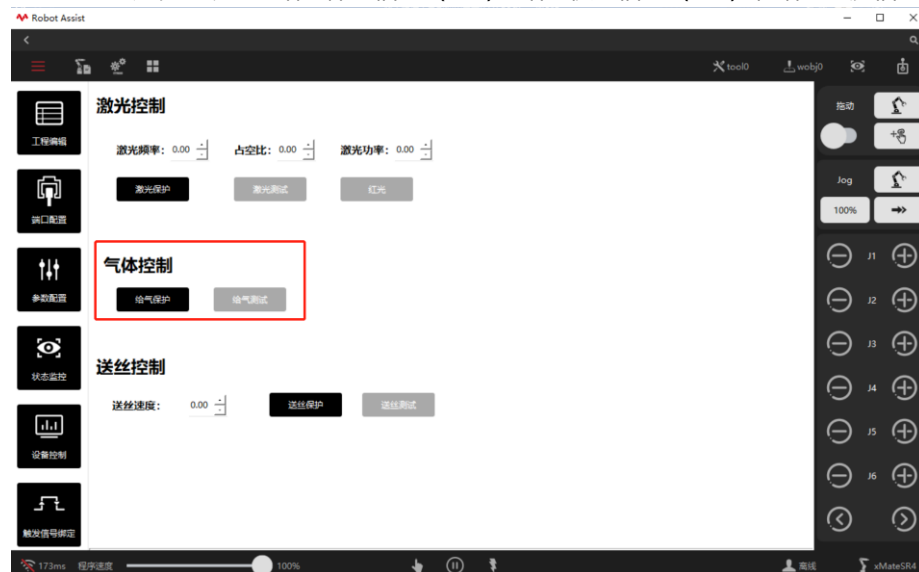 Robot Assist
tool0
wobj0
工程编辑
端口配置
参数配置
状态监控
设备控制
触发信号绑定
激光控制
激光频率： 0.00 占空比： 0.00 激光功率： 0.00
激光保护 激光测试 红光
气体控制
给气保护 给气测试
送丝控制
送丝速度： 0.00 送丝保护 送丝测试
拖动
Jog
100%
J1
J2
J3
J4
J5
J6
173ms 程序速度 100% 离线 xMateSR4